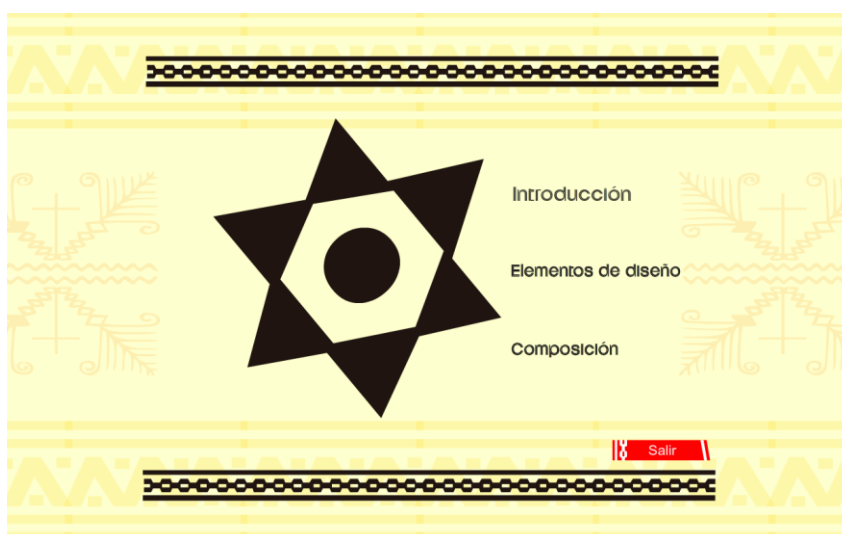 Introducción
Elementos de diseño
Composición
Salir